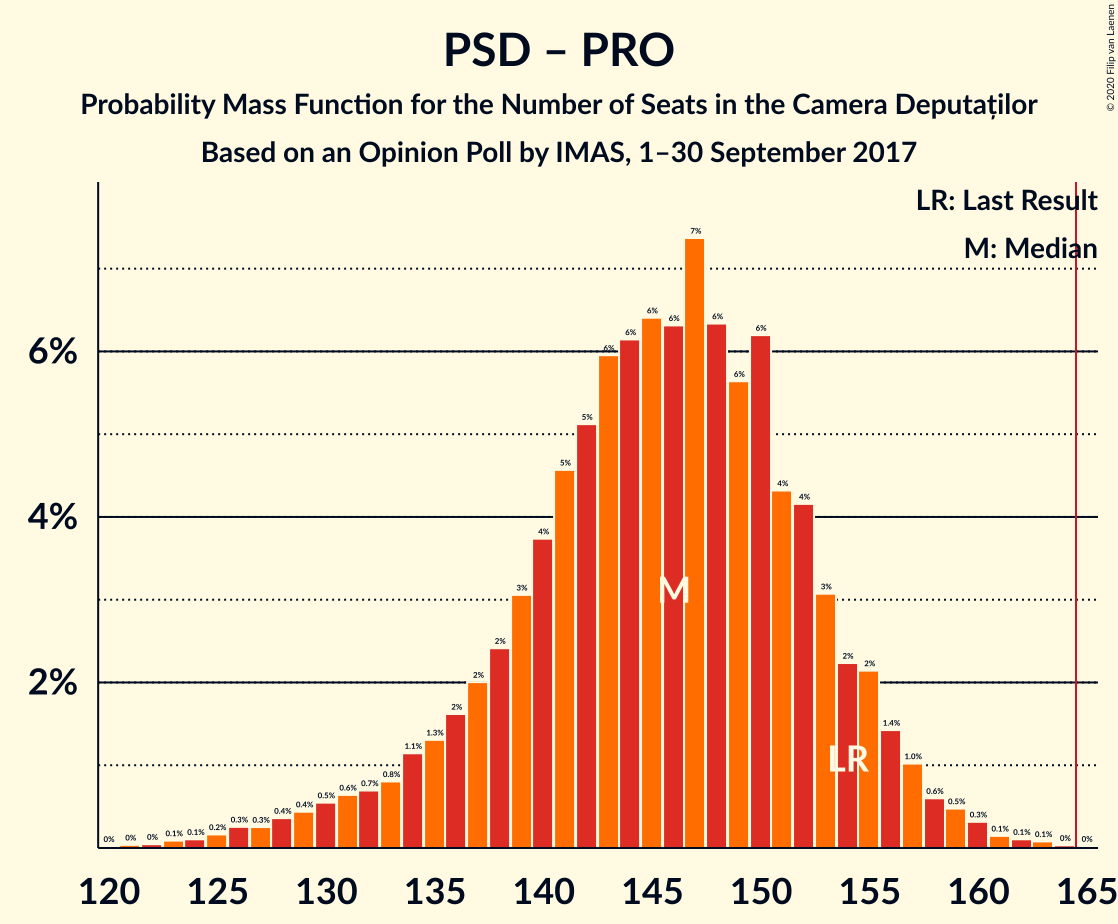 PSD – PRO
Probability Mass Function for the Number of Seats in the Camera Deputaților
Based on an Opinion Poll by IMAS, 1–30 September 2017
© 2020 Filip van Laenen
LR: Last Result
M: Median
6%
4%
2%
0% 0% 0% 0.1% 0.1% 0.2% 0.3% 0.3% 0.4% 0.4% 0.5% 0.6% 0.7% 0.8% 1.1% 1.3% 2% 2% 2% 3% 4% 5% 5% 6% 6% 6% 6% 7% 6% 6% 6% 4% 4% 3% 2% 2% 1.4% 1.0% 0.6% 0.5% 0.3% 0.1% 0.1% 0.1% 0% 0%
M
LR
120 125 130 135 140 145 150 155 160 165